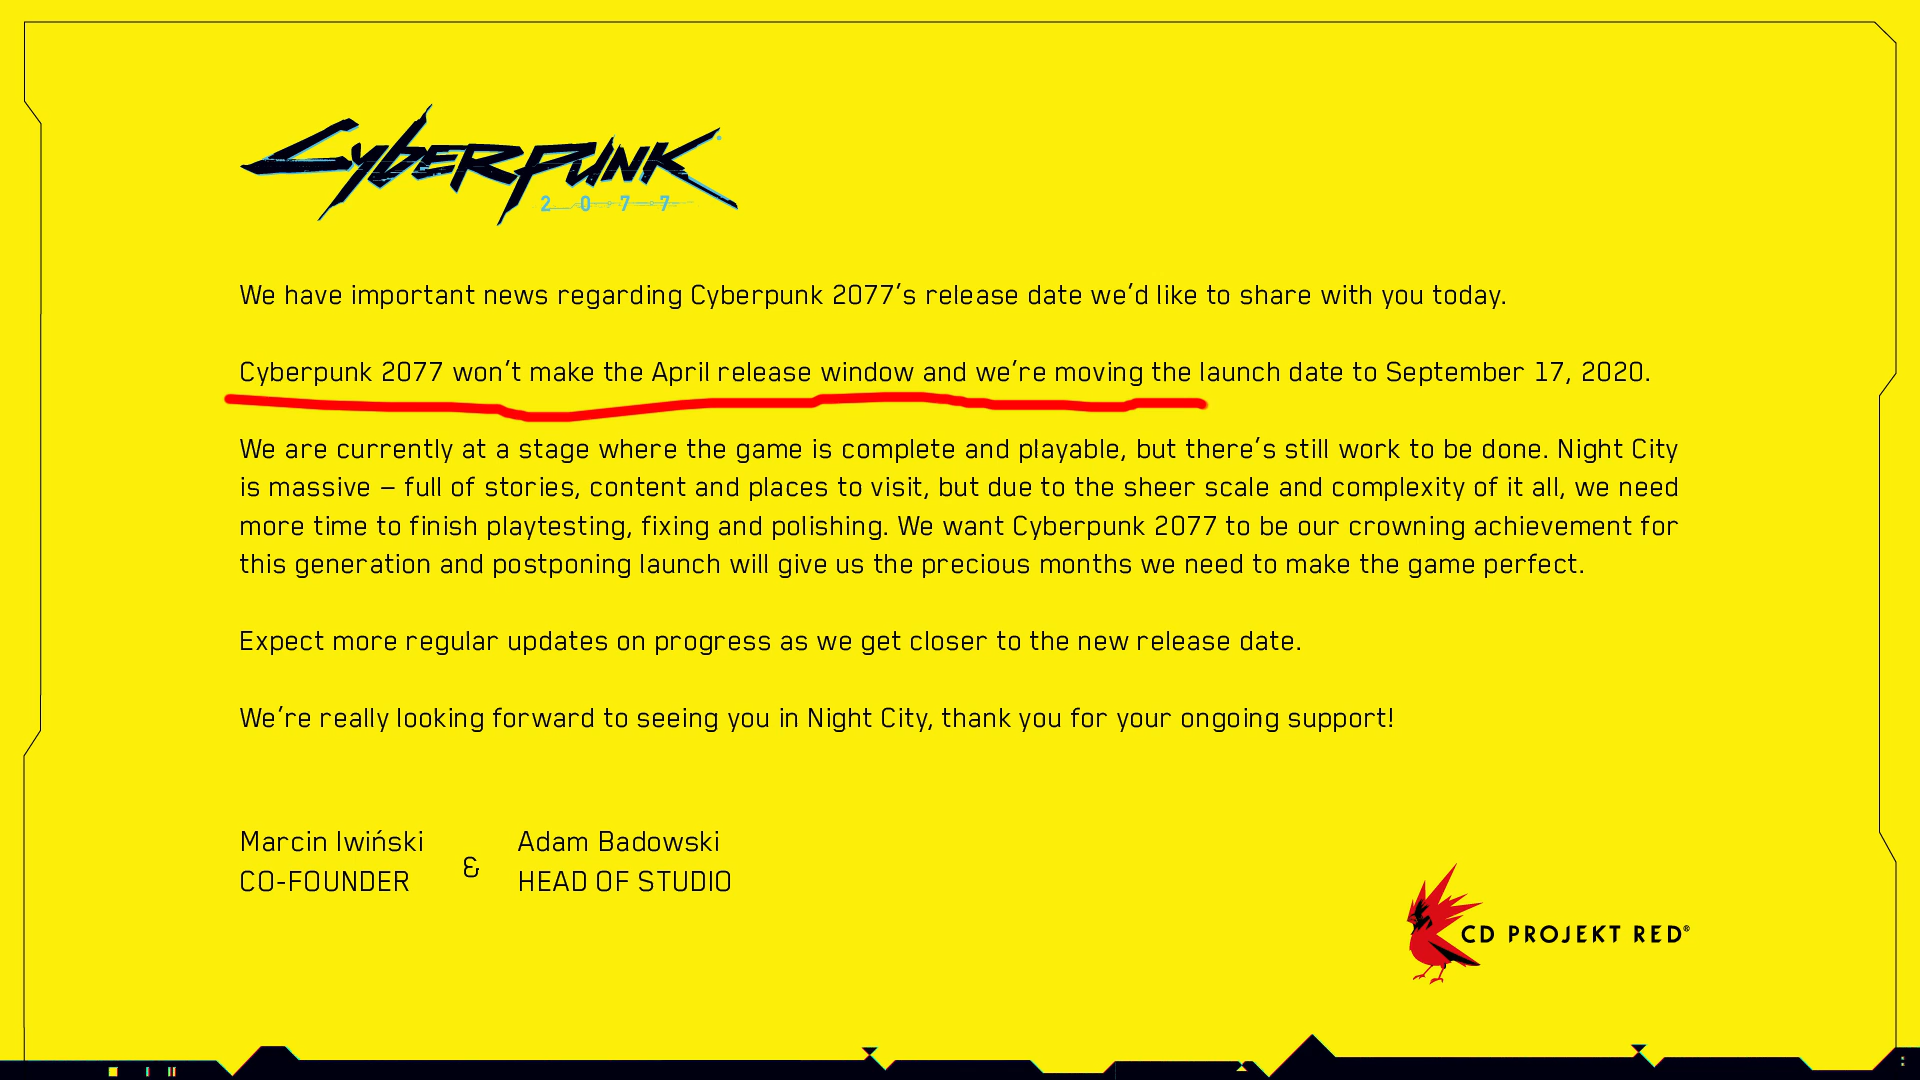 Cyberpunk
2077
We have important news regarding Cyberpunk 2077’s release date we’d like to share with you today.
Cyberpunk 2077 won’t make the April release window and we’re moving the launch date to September 17, 2020.
We are currently at a stage where the game is complete and playable, but there’s still work to be done. Night City
is massive – full of stories, content and places to visit, but due to the sheer scale and complexity of it all, we need
more time to finish playtesting, fixing and polishing. We want Cyberpunk 2077 to be our crowning achievement for
this generation and postponing launch will give us the precious months we need to make the game perfect.
Expect more regular updates on progress as we get closer to the new release date.
We’re really looking forward to seeing you in Night City, thank you for your ongoing support!
Marcin Iwiński
CO-FOUNDER
&
Adam Badowski
HEAD OF STUDIO
CD PROJEKT RED®